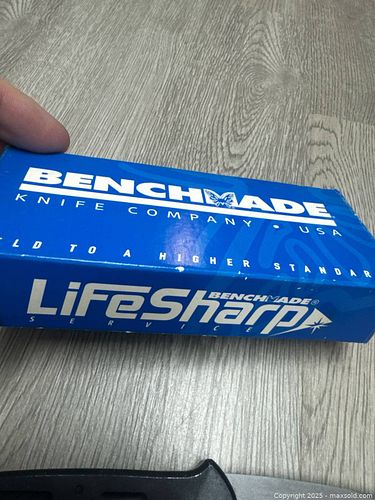 BENCHMADE
KNIFE COMPANY • USA
LD TO A HIGHER STANDAR
BENCHMADE®
LifeSharp
SERVICE
Copyright 2025 - maxsold.com